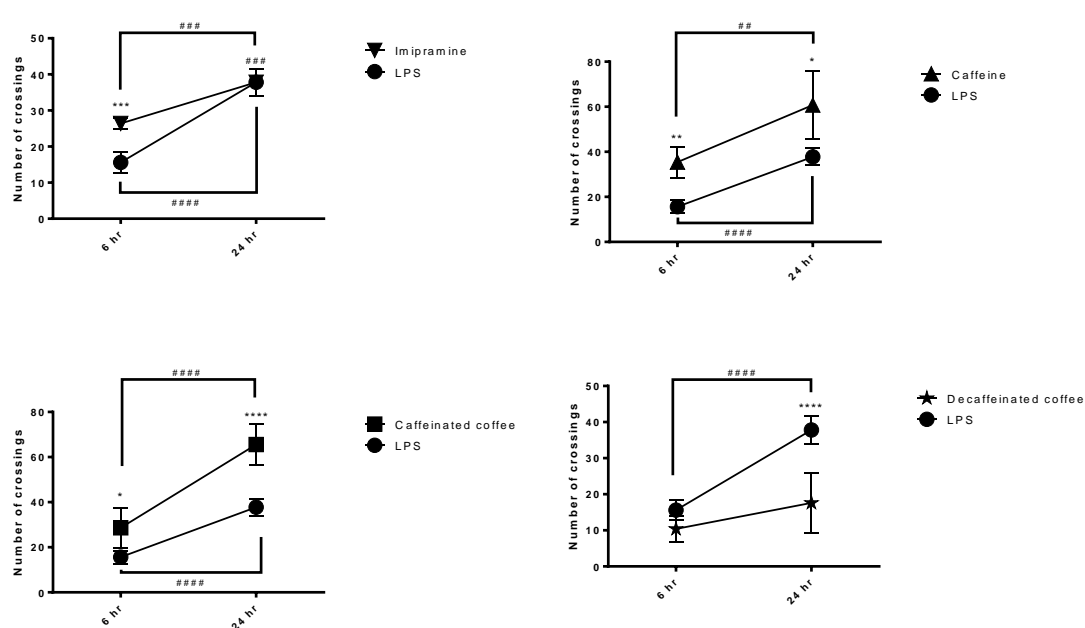 ###
Imipramine
LPS
Number of crossings
50
40
30
20
10
0
###
***
####
6 hr
24 hr
##
Caffeine
LPS
Number of crossings
80
60
40
20
0
*
**
####
6 hr
24 hr
####
Caffeinated coffee
LPS
Number of crossings
80
60
40
20
0
****
*
####
6 hr
24 hr
####
Decaffeinated coffee
LPS
Number of crossings
50
40
30
20
10
0
****
6 hr
24 hr